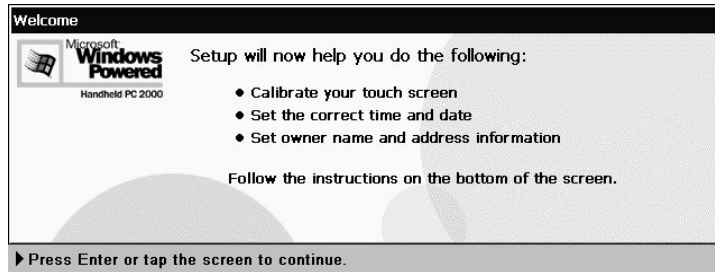 Welcome
Microsoft
Windows
Powered
Handheld PC 2000
Setup will now help you do the following:
● Calibrate your touch screen
● Set the correct time and date
● Set owner name and address information
Follow the instructions on the bottom of the screen.
Press Enter or tap the screen to continue.